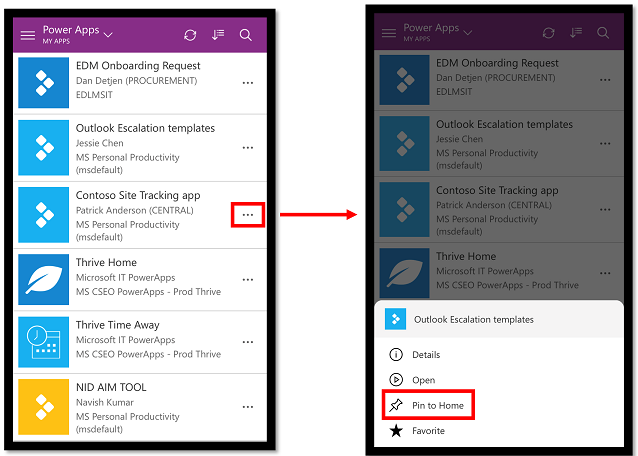 Power Apps
MY APPS
EDM Onboarding Request
Dan Detjen (PROCUREMENT)
EDLMSIT
Outlook Escalation templates
Jessie Chen
MS Personal Productivity
(msdefault)
Contoso Site Tracking app
Patrick Anderson (CENTRAL)
MS Personal Productivity
(msdefault)
Thrive Home
Microsoft IT PowerApps
MS CSEO PowerApps - Prod Thrive
Thrive Time Away
Microsoft IT PowerApps
MS CSEO PowerApps - Prod Thrive
NID AIM TOOL
Navish Kumar
MS Personal Productivity
(msdefault)
Power Apps
MY APPS
EDM Onboarding Request
Dan Detjen (PROCUREMENT)
EDLMSIT
Outlook Escalation templates
Jessie Chen
MS Personal Productivity
(msdefault)
Contoso Site Tracking app
Patrick Anderson (CENTRAL)
MS Personal Productivity
(msdefault)
Thrive Home
Microsoft IT PowerApps
MS CSEO PowerApps - Prod Thrive
Outlook Escalation templates
Details
Open
Pin to Home
Favorite